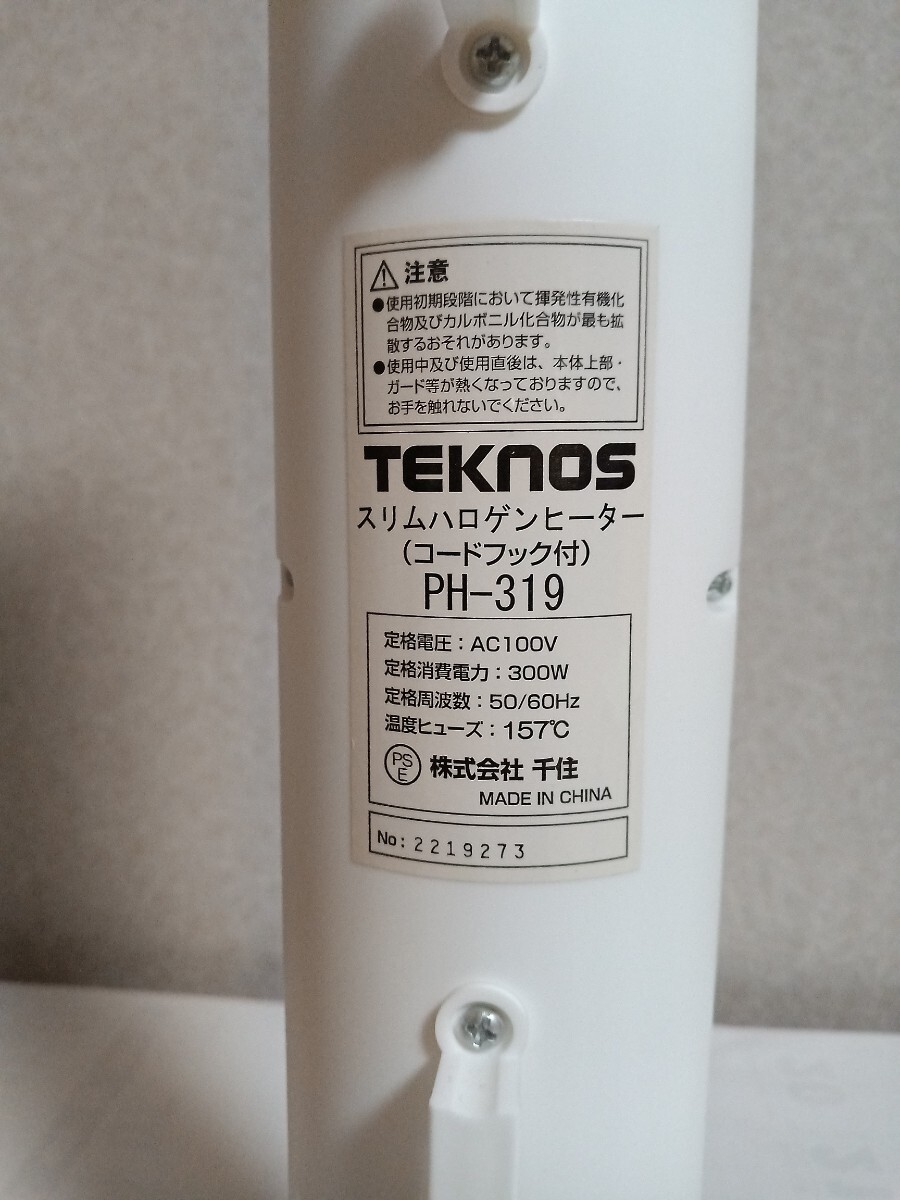 注意
●使用初期段階において揮発性有機化
合物及びカルボニル化合物が最も拡
散するおそれがあります。
●使用中及び使用直後は、本体上部・
ガード等が熱くなっておりますので、
お手を触れないでください。
TEKNOS
スリムハロゲンヒーター
(コードフック付)
PH-319
定格電圧：AC100V
定格消費電力：300W
定格周波数：50/60Hz
温度ヒューズ：157℃
PSE 株式会社 千住
MADE IN CHINA
No: 2219273